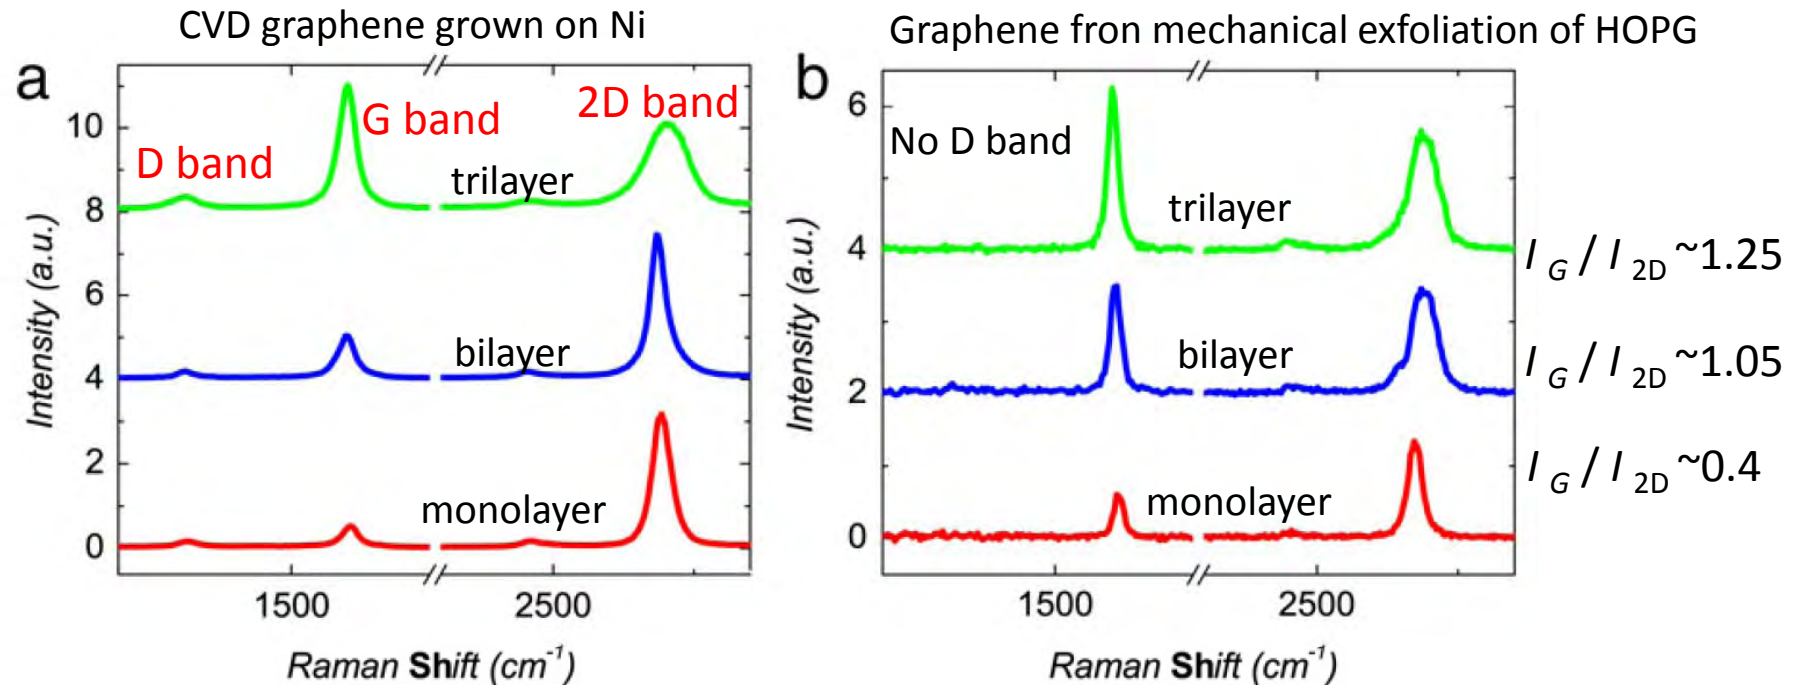 CVD graphene grown on Ni
a
D band
G band
2D band
10
8
6
4
2
0
trilayer
bilayer
monolayer
Intensity (a.u.)
1500
2500
Raman Shift (cm⁻¹)
Graphene fron mechanical exfoliation of HOPG
b
No D band
6
4
2
0
trilayer
bilayer
monolayer
Intensity (a.u.)
1500
2500
Raman Shift (cm⁻¹)
I G / I 2D ~1.25
I G / I 2D ~1.05
I G / I 2D ~0.4